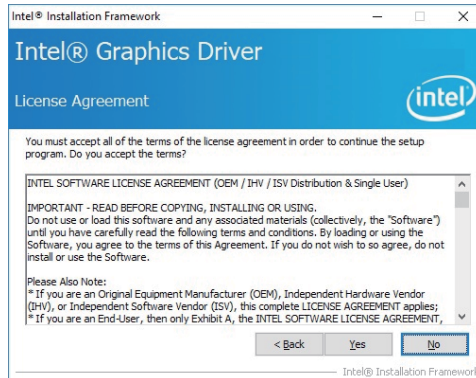 Intel® Installation Framework
Intel® Graphics Driver
License Agreement
intel
You must accept all of the terms of the license agreement in order to continue the setup
program. Do you accept the terms?
INTEL SOFTWARE LICENSE AGREEMENT (OEM / IHV / ISV Distribution & Single User)
IMPORTANT - READ BEFORE COPYING, INSTALLING OR USING.
Do not use or load this software and any associated materials (collectively, the "Software")
until you have carefully read the following terms and conditions. By loading or using the
Software, you agree to the terms of this Agreement. If you do not wish to so agree, do not
install or use the Software.
Please Also Note:
* If you are an Original Equipment Manufacturer (OEM), Independent Hardware Vendor
(IHV), or Independent Software Vendor (ISV), this complete LICENSE AGREEMENT applies;
* If you are an End-User, then only Exhibit A, the INTEL SOFTWARE LICENSE AGREEMENT,
< Back
Yes
No
Intel® Installation Framework